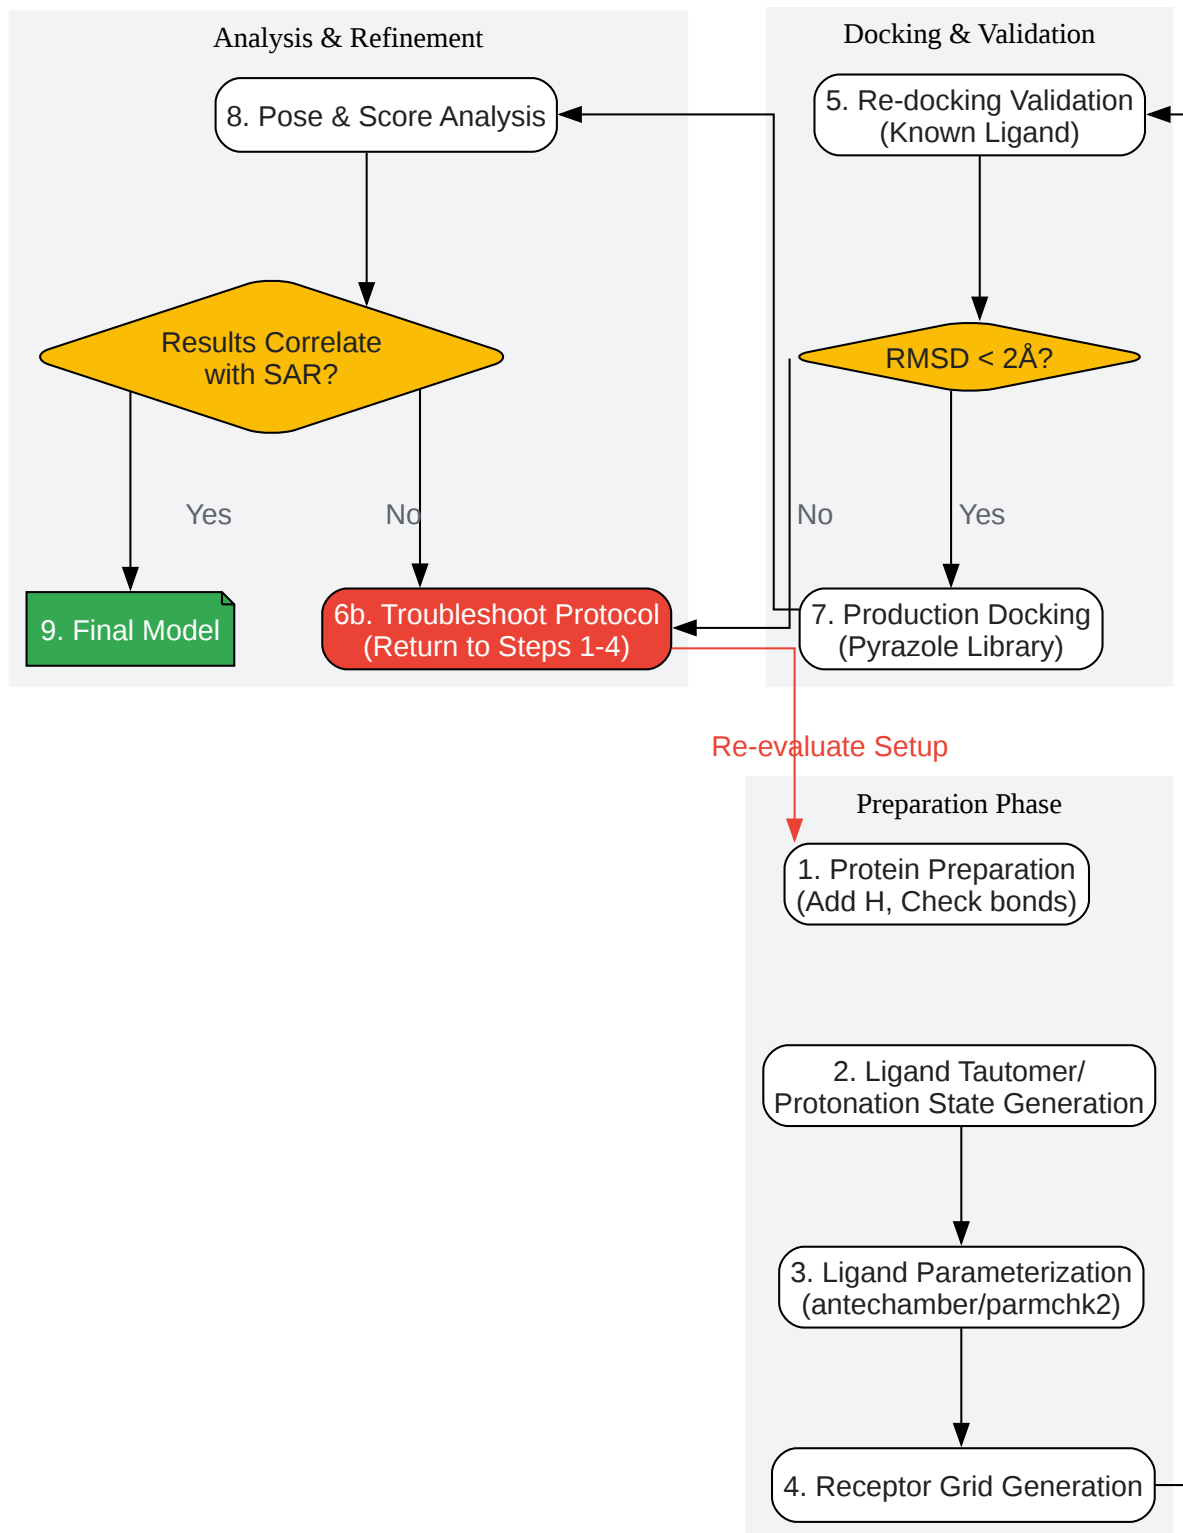 Analysis & Refinement
8. Pose & Score Analysis
Results Correlate
with SAR?
Yes
No
9. Final Model
6b. Troubleshoot Protocol
(Return to Steps 1-4)
Docking & Validation
5. Re-docking Validation
(Known Ligand)
RMSD < 2Å?
No
Yes
7. Production Docking
(Pyrazole Library)
Re-evaluate Setup
Preparation Phase
1. Protein Preparation
(Add H, Check bonds)
2. Ligand Tautomer/
Protonation State Generation
3. Ligand Parameterization
(antechamber/parmchk2)
4. Receptor Grid Generation